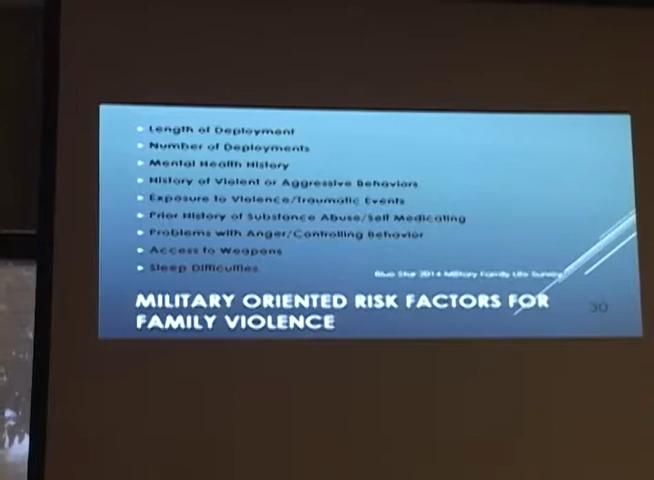 Length of Deployment
Number of Deployments
Mental Health History
History of Violent or Aggressive Behaviors
Exposure to Violence/Traumatic Events
Prior History of Substance Abuse/Self Medicating
Problems with Anger/Controlling Behavior
Access to Weapons
Sleep Difficulties
Blue Star 2014 Military Family Life Survey
MILITARY ORIENTED RISK FACTORS FOR
FAMILY VIOLENCE
30